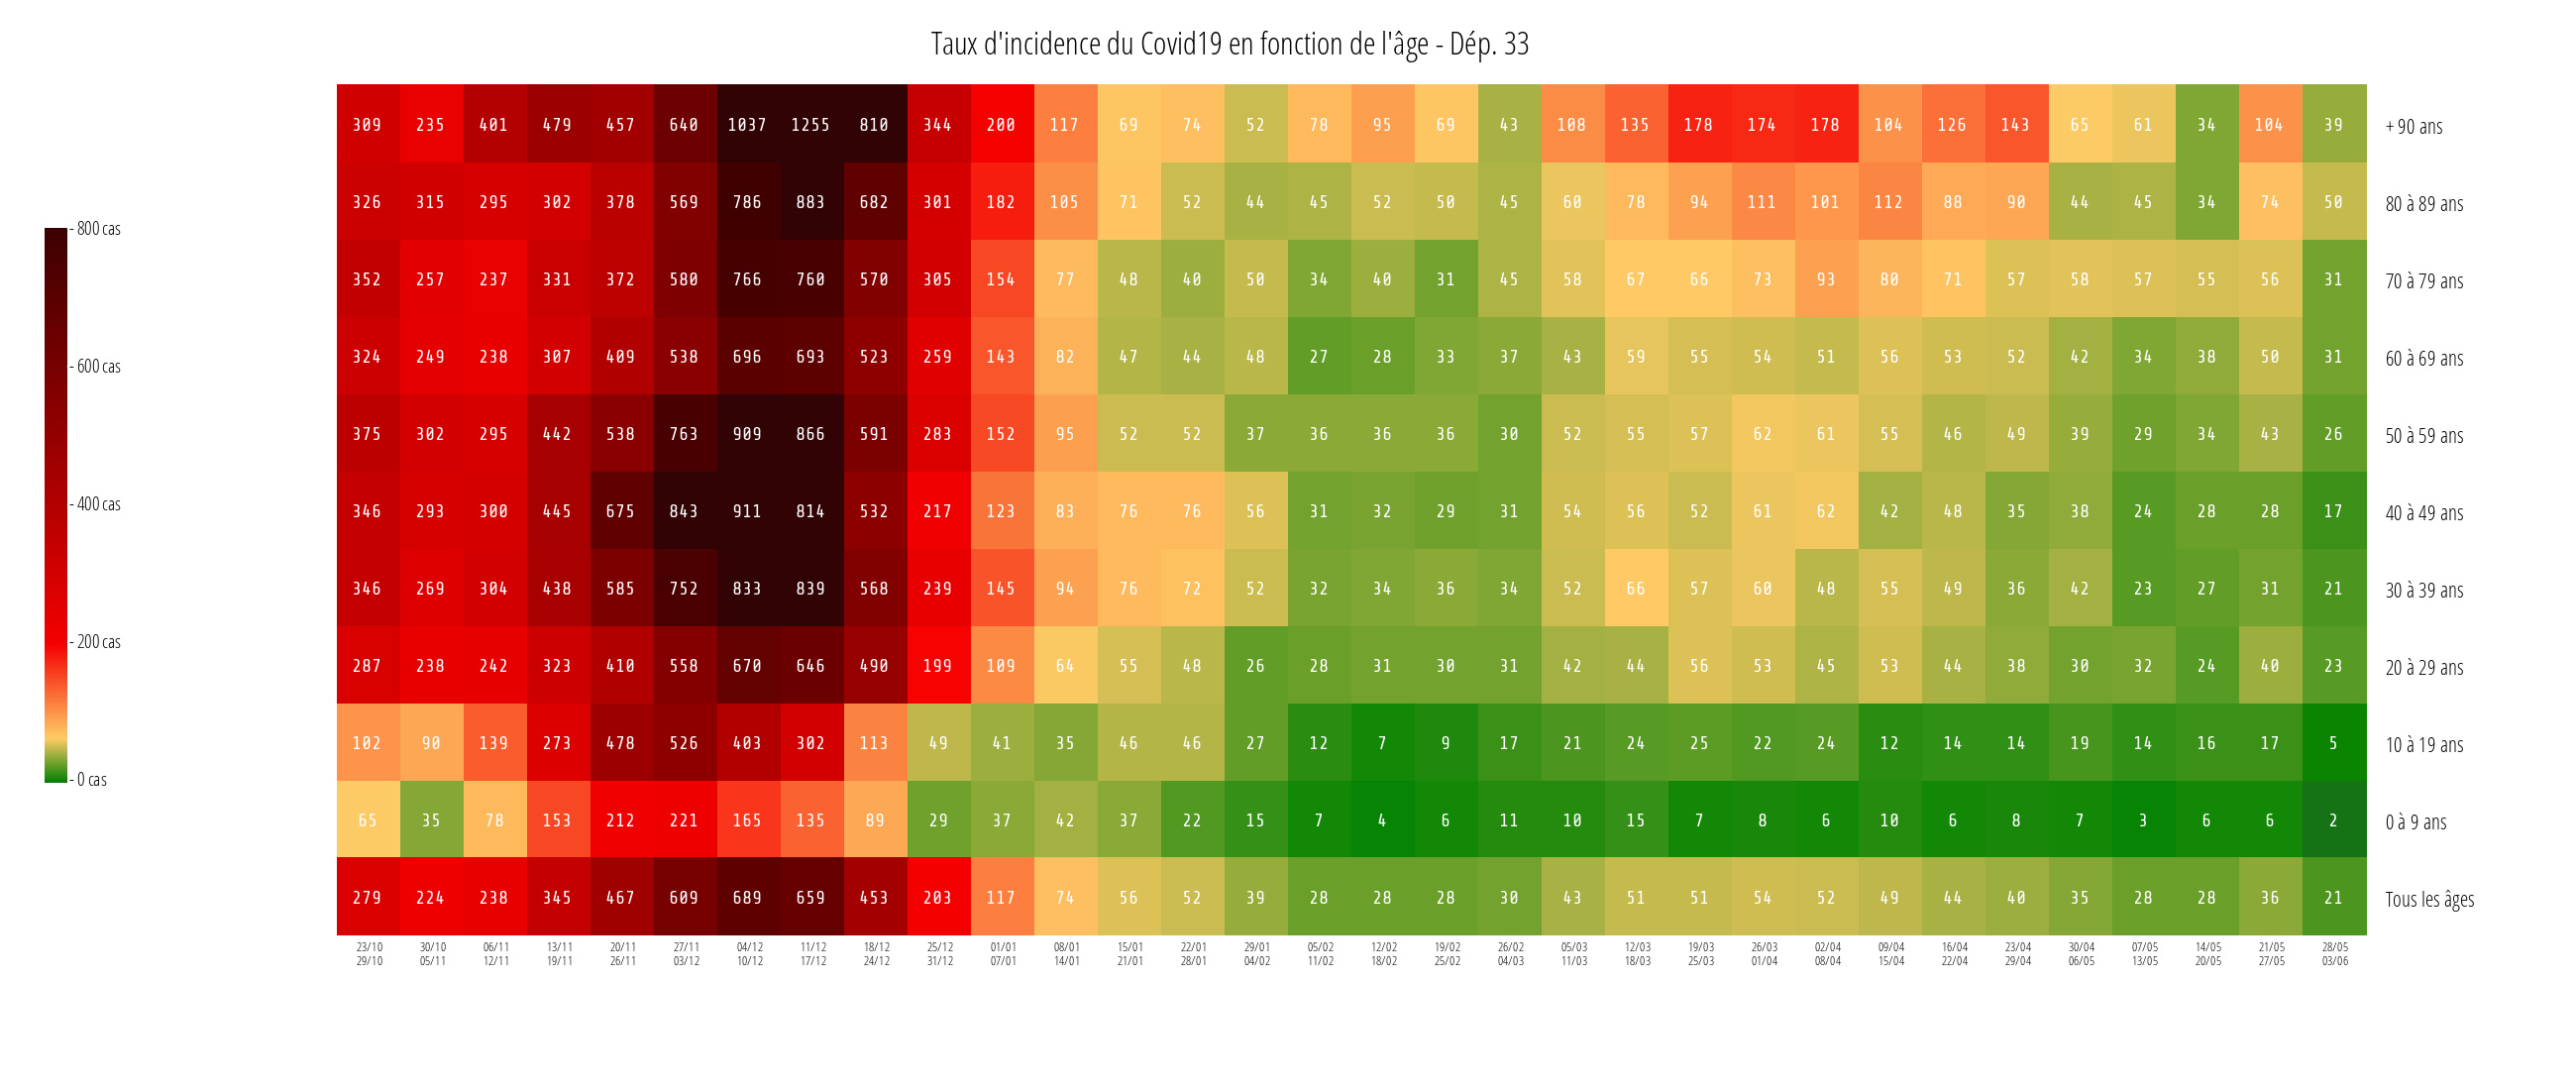 Taux d'incidence du Covid19 en fonction de l'âge - Dép. 33
- 800 cas
- 600 cas
- 400 cas
- 200 cas
- 0 cas
309 235 401 479 457 640 1037 1255 810 344 200 117 69 74 52 78 95 69 43 108 135 178 174 178 104 126 143 65 61 34 104 39 + 90 ans
326 315 295 302 378 569 786 883 682 301 182 105 71 52 44 45 52 50 45 60 78 94 111 101 112 88 90 44 45 34 74 50 80 à 89 ans
352 257 237 331 372 580 766 760 570 305 154 77 48 40 50 34 40 31 45 58 67 66 73 93 80 71 57 58 57 55 56 31 70 à 79 ans
324 249 238 307 409 538 696 693 523 259 143 82 47 44 48 27 28 33 37 43 59 55 54 51 56 53 52 42 34 38 50 31 60 à 69 ans
375 302 295 442 538 763 909 866 591 283 152 95 52 52 37 36 36 36 30 52 55 57 62 61 55 46 49 39 29 34 43 26 50 à 59 ans
346 293 300 445 675 843 911 814 532 217 123 83 76 76 56 31 32 29 31 54 56 52 61 62 42 48 35 38 24 28 28 17 40 à 49 ans
346 269 304 438 585 752 833 839 568 239 145 94 76 72 52 32 34 36 34 52 66 57 60 48 55 49 36 42 23 27 31 21 30 à 39 ans
287 238 242 323 410 558 670 646 490 199 109 64 55 48 26 28 31 30 31 42 44 56 53 45 53 44 38 30 32 24 40 23 20 à 29 ans
102 90 139 273 478 526 403 302 113 49 41 35 46 46 27 12 7 9 17 21 24 25 22 24 12 14 14 19 14 16 17 5 10 à 19 ans
65 35 78 153 212 221 165 135 89 29 37 42 37 22 15 7 4 6 11 10 15 7 8 6 10 6 8 7 3 6 6 2 0 à 9 ans
279 224 238 345 467 609 689 659 453 203 117 74 56 52 39 28 28 28 30 43 51 51 54 52 49 44 40 35 28 28 36 21 Tous les âges
23/10 30/10 06/11 13/11 20/11 27/11 04/12 11/12 18/12 25/12 01/01 08/01 15/01 22/01 29/01 05/02 12/02 19/02 26/02 05/03 12/03 19/03 26/03 02/04 09/04 16/04 23/04 30/04 07/05 14/05 21/05 28/05
29/10 05/11 12/11 19/11 26/11 03/12 10/12 17/12 24/12 31/12 07/01 14/01 21/01 28/01 04/02 11/02 18/02 25/02 04/03 11/03 18/03 25/03 01/04 08/04 15/04 22/04 29/04 06/05 13/05 20/05 27/05 03/06